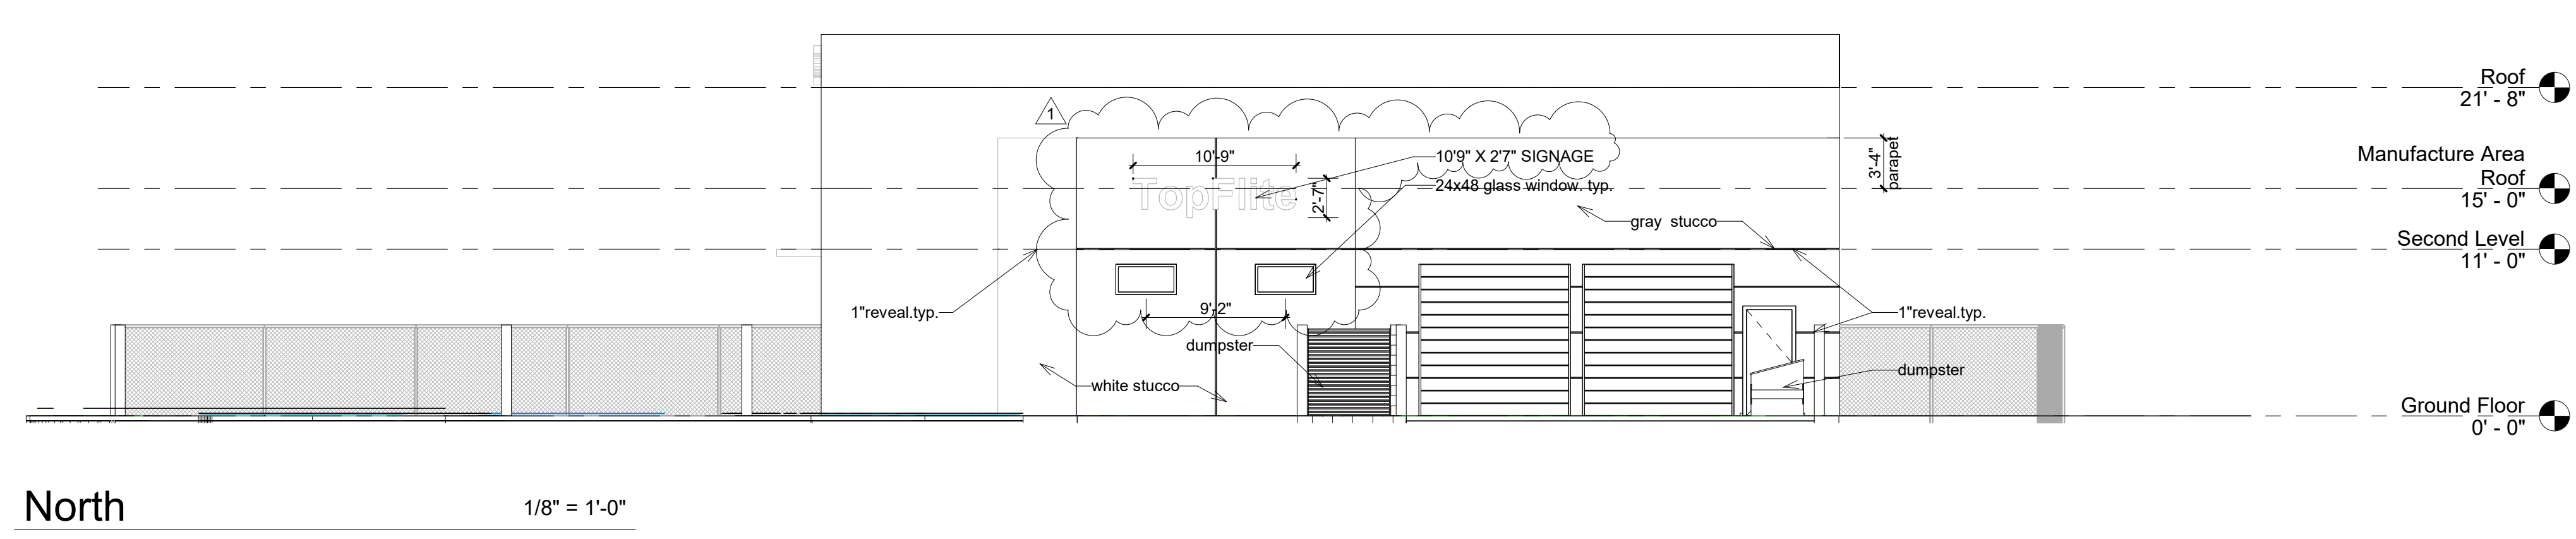 Roof
21' - 8"
1
10'-9"
10'9" X 2'7" SIGNAGE
3'-4"
parapet
Manufacture Area
Roof
15' - 0"
TopFlite
2'-7"
24x48 glass window. typ.
gray stucco
Second Level
11' - 0"
1"reveal.typ.
9'-2"
1"reveal.typ.
dumpster
dumpster
white stucco
Ground Floor
0' - 0"
North
1/8" = 1'-0"